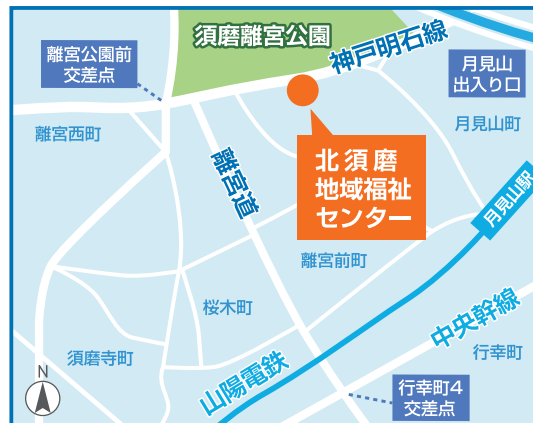 須磨離宮公園
神戸明石線
離宮公園前
交差点
月見山
出入り口
離宮西町
月見山町
離宮道
北須磨
地域福祉
センター
月見山駅
離宮前町
桜木町
中央幹線
須磨寺町
山陽電鉄
行幸町
行幸町4
交差点
N